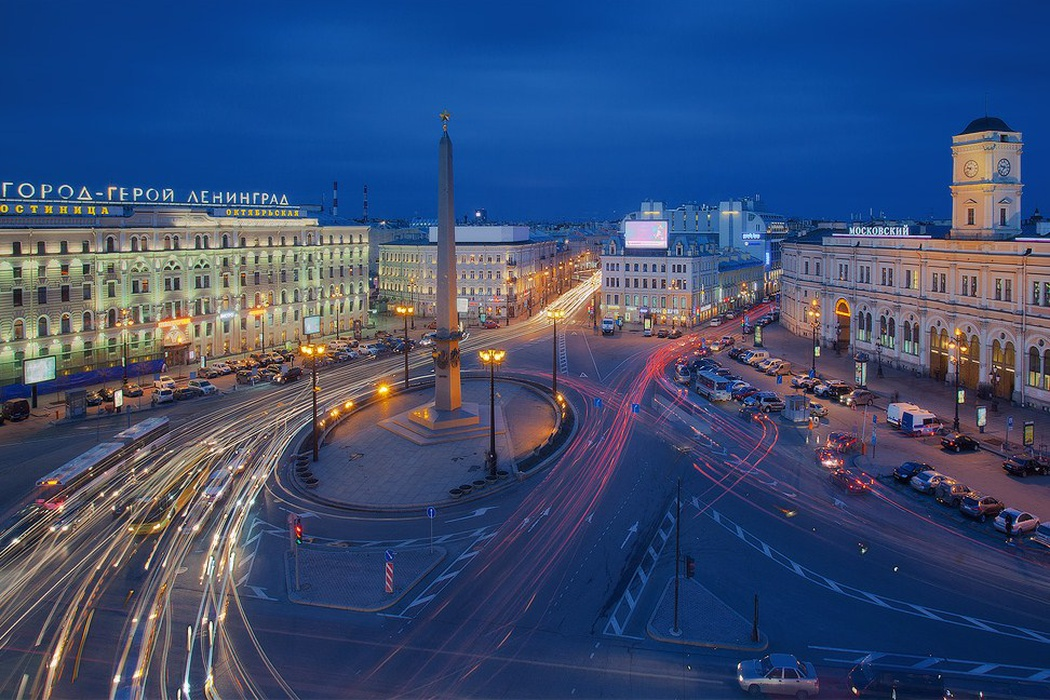 ГОРОД-ГЕРОЙ ЛЕНИНГРАД
ОСТИНИЦА ОКТЯБРЬСКАЯ
МОСКОВСКИЙ